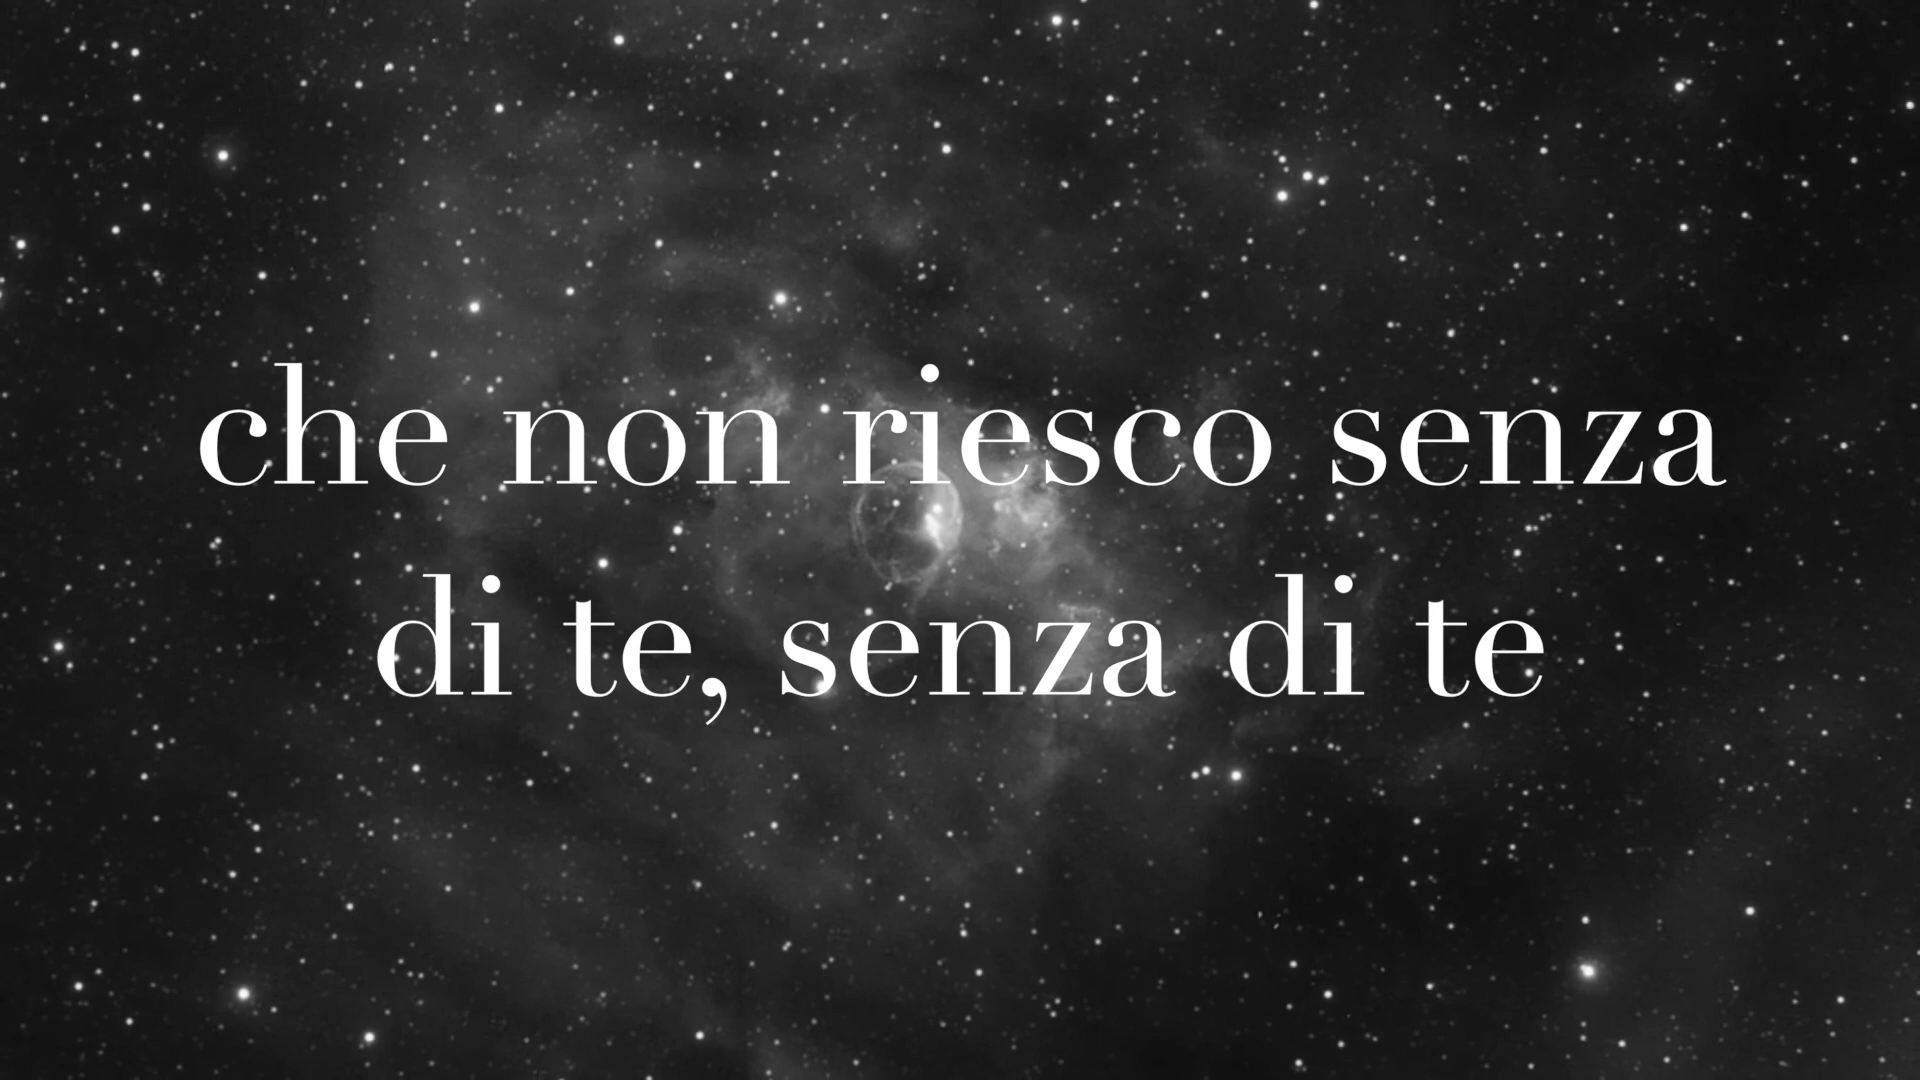 che non riesco senza
di te, senza di te